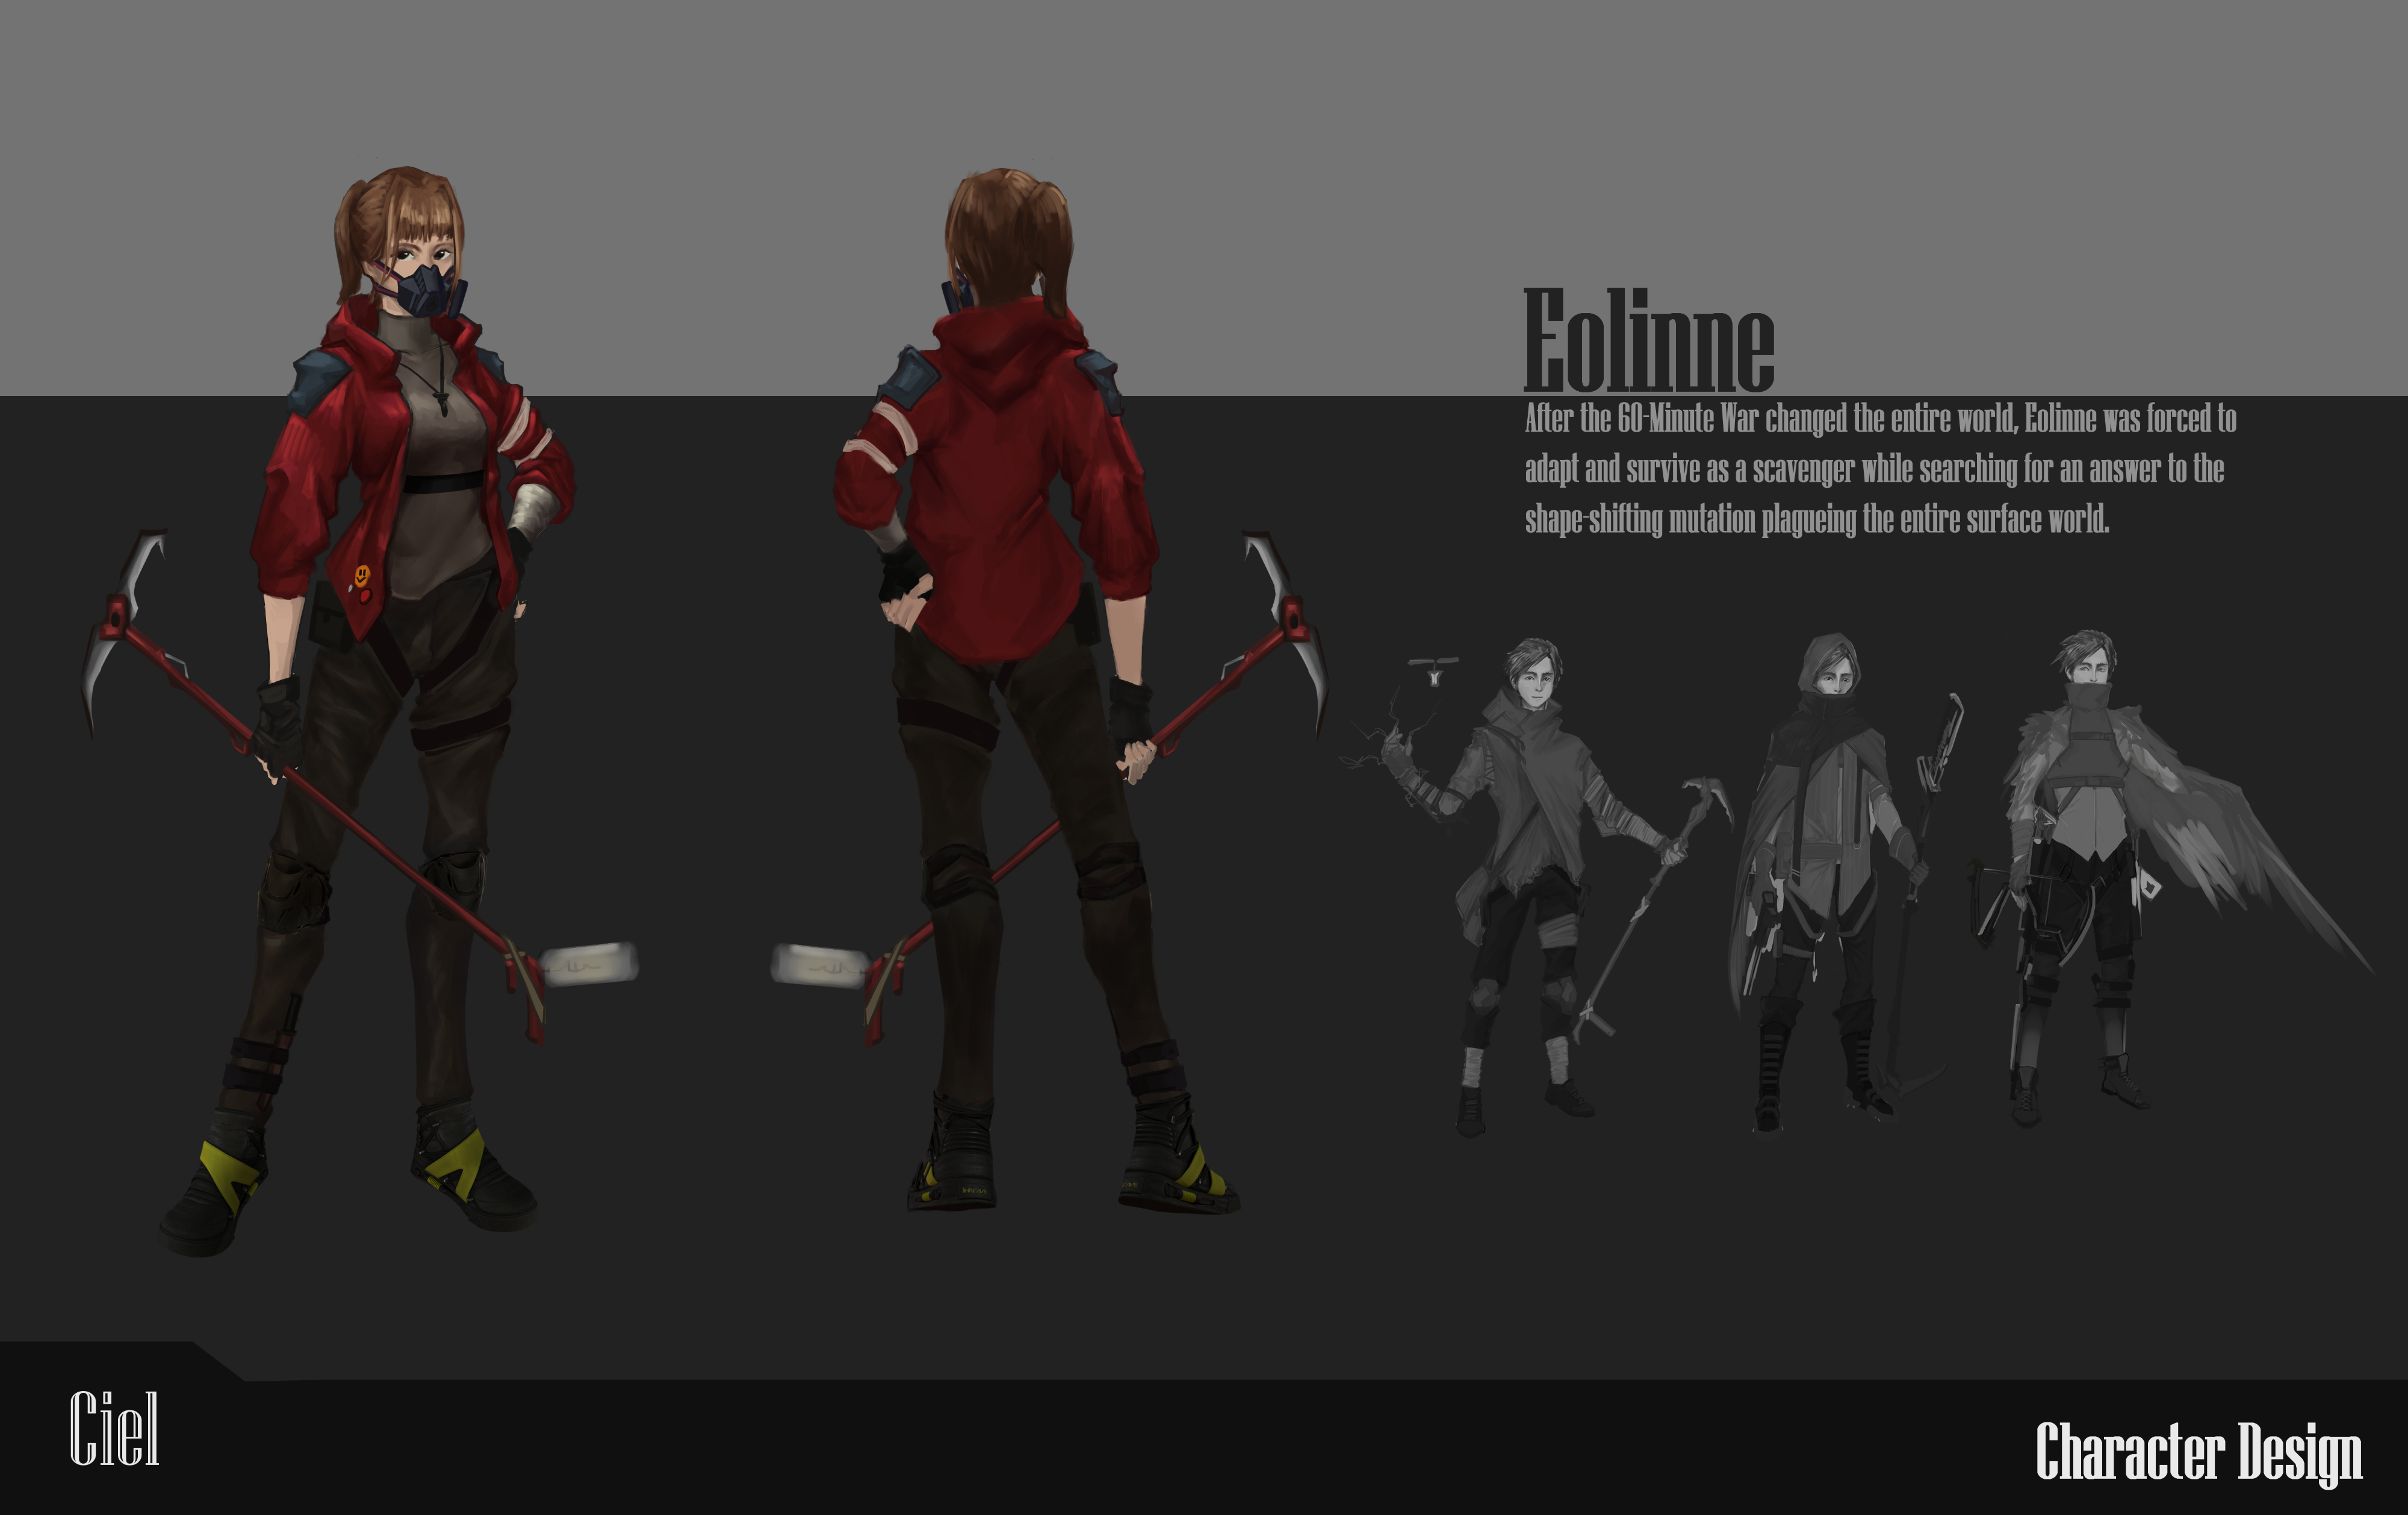 Eolinne
After the 60-Minute War changed the entire world, Eolinne was forced to
adapt and survive as a scavenger while searching for an answer to the
shape-shifting mutation plagueing the entire surface world.
Ciel
Character Design